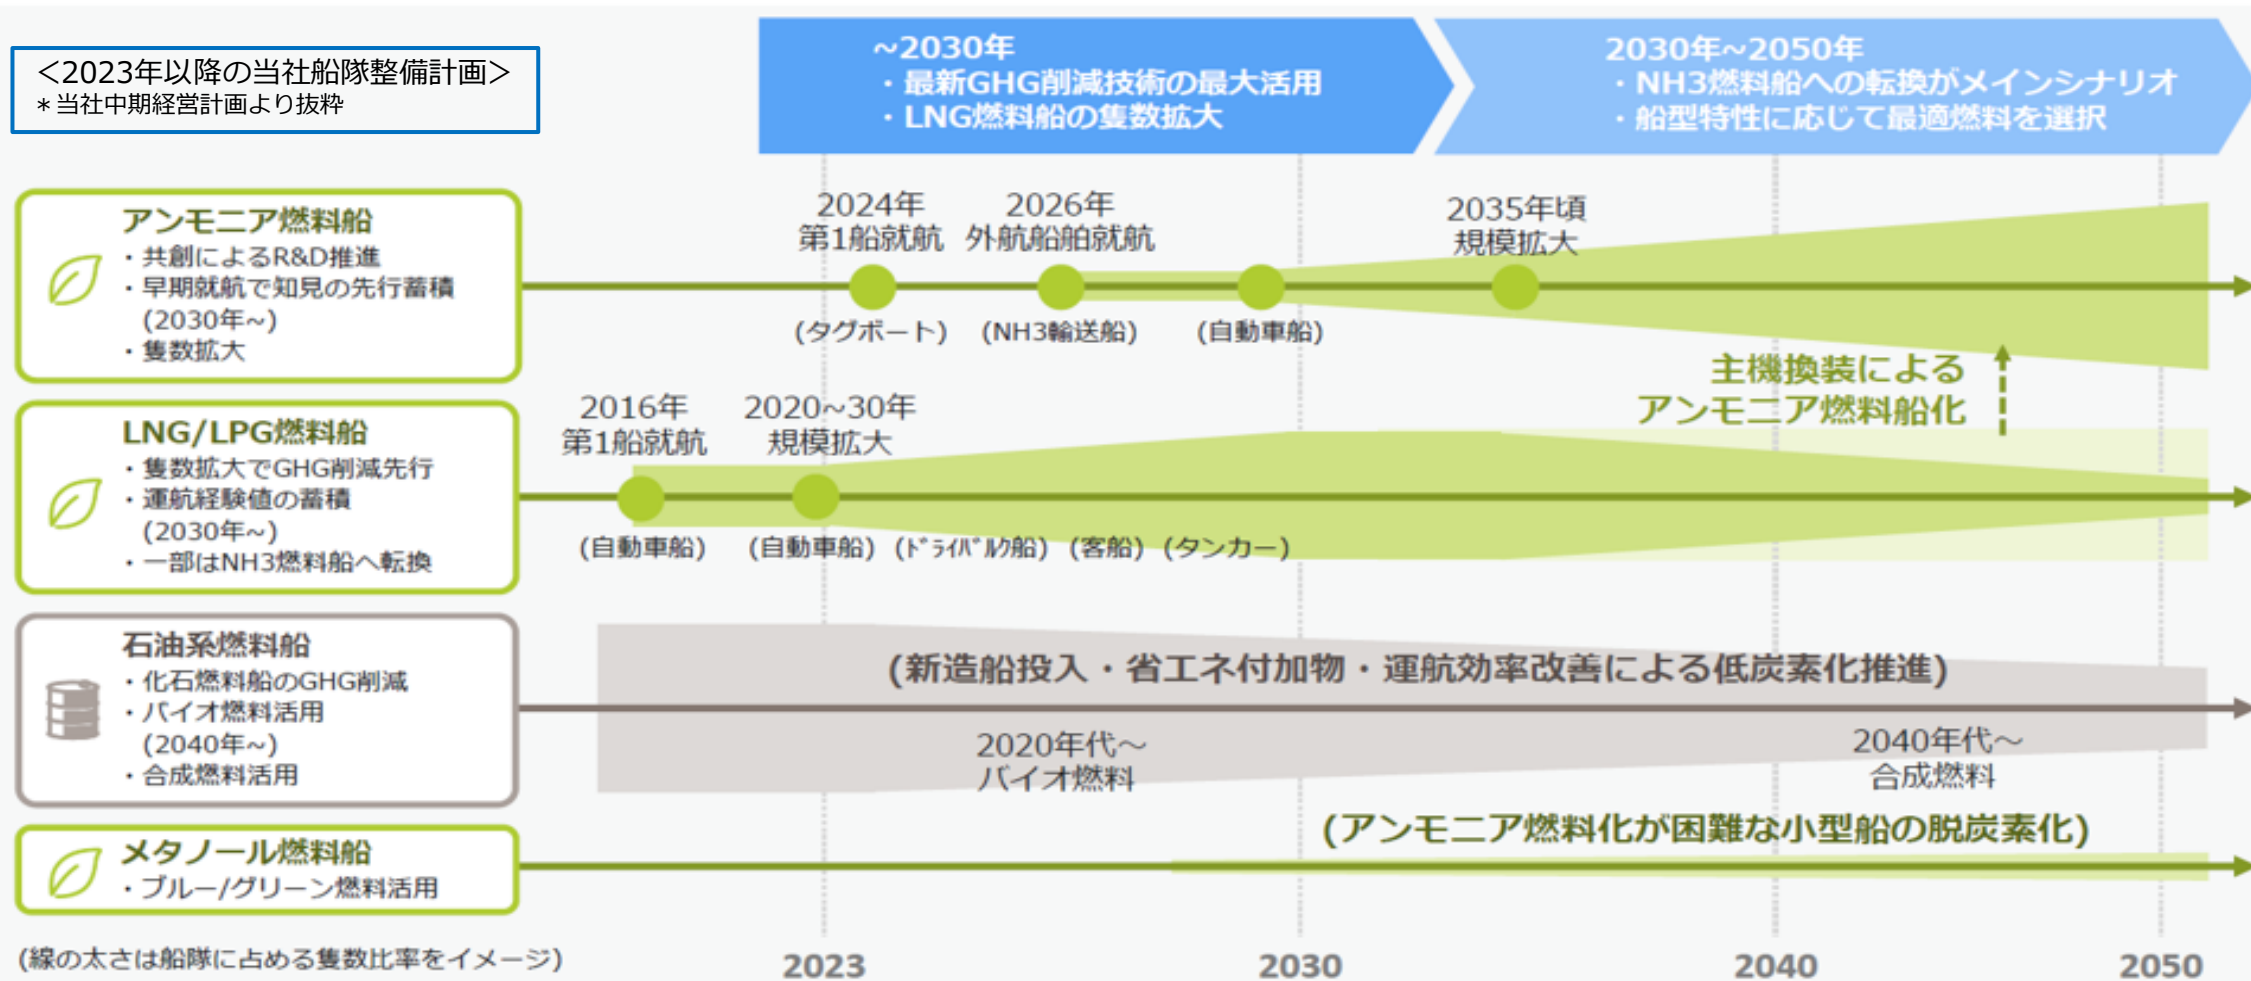 <2023年以降の当社船隊整備計画>
*当社中期経営計画より抜粋
~2030年
・最新GHG削減技術の最大活用
・LNG燃料船の隻数拡大
2030年~2050年
・NH3燃料船への転換がメインシナリオ
・船型特性に応じて最適燃料を選択
アンモニア燃料船
・共創によるR&D推進
・早期就航で知見の先行蓄積
(2030年~)
・隻数拡大
2024年
第1船就航
2026年
外航船舶就航
2035年頃
規模拡大
(タグボート)
(NH3輸送船)
(自動車船)
主機換装による
アンモニア燃料船化
LNG/LPG燃料船
・隻数拡大でGHG削減先行
・運航経験値の蓄積
(2030年~)
・一部はNH3燃料船へ転換
2016年
第1船就航
2020~30年
規模拡大
(自動車船)
(自動車船)
(ﾄﾞﾗｲﾊﾞﾙｸ船)
(客船)
(タンカー)
石油系燃料船
・化石燃料船のGHG削減
・バイオ燃料活用
(2040年~)
・合成燃料活用
(新造船投入・省エネ付加物・運航効率改善による低炭素化推進)
2020年代～
バイオ燃料
2040年代～
合成燃料
メタノール燃料船
・ブルー/グリーン燃料活用
(アンモニア燃料化が困難な小型船の脱炭素化)
(線の太さは船隊に占める隻数比率をイメージ)
2023
2030
2040
2050